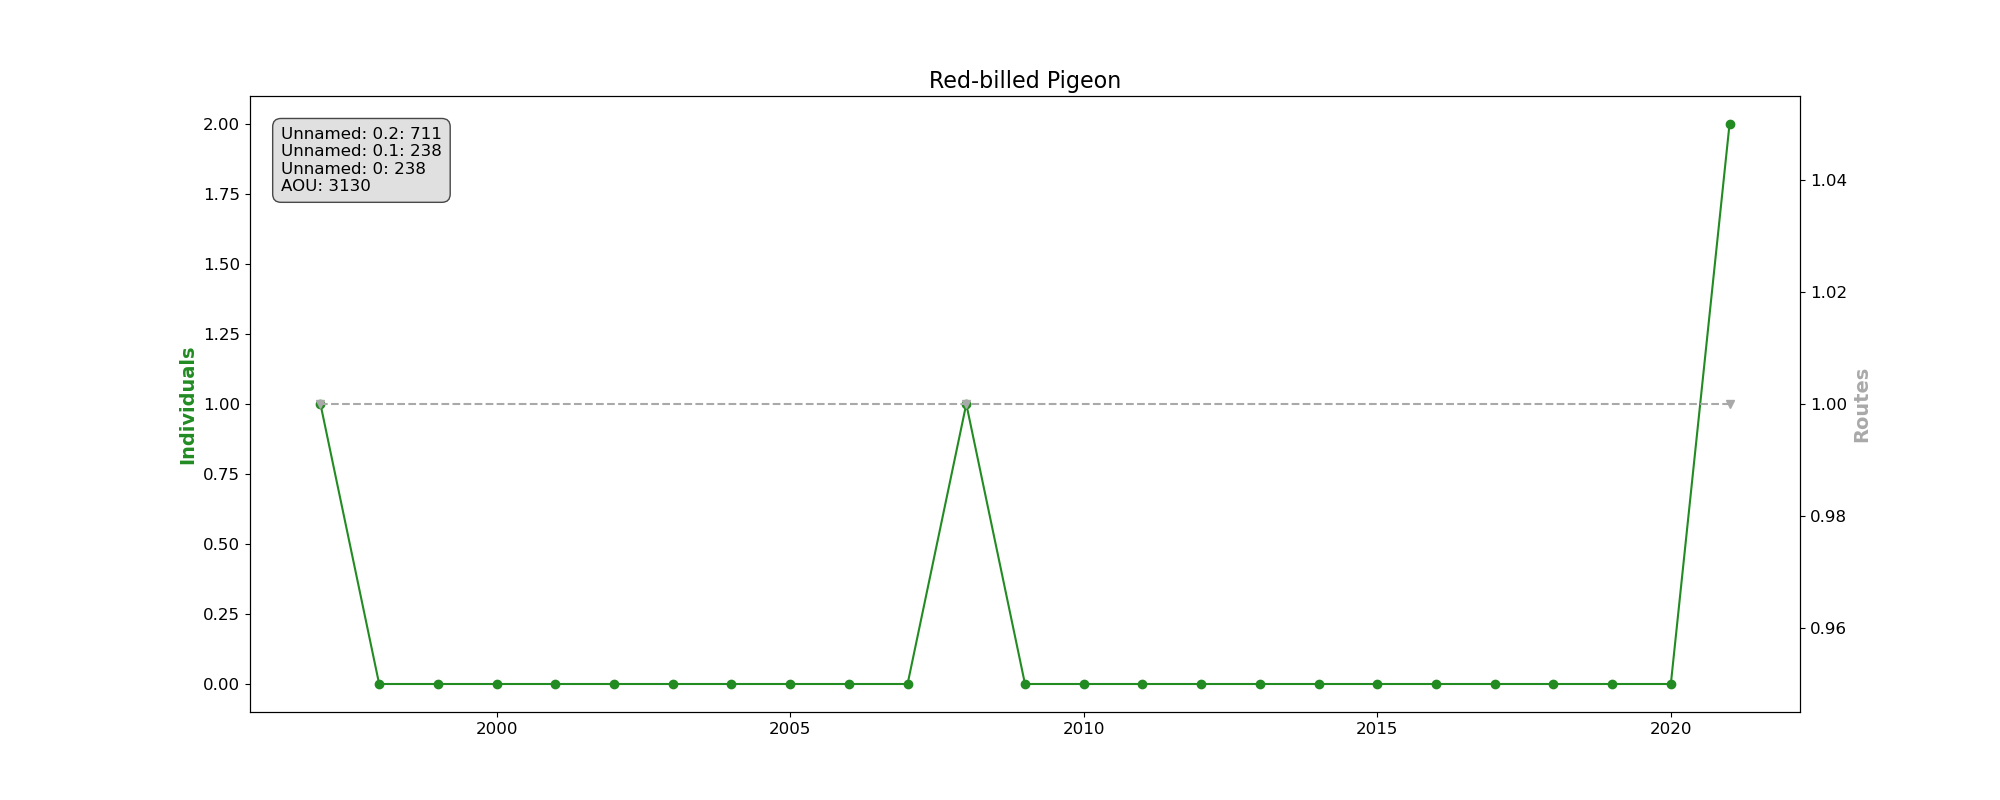 Red-billed Pigeon
Unnamed: 0.2: 711
Unnamed: 0.1: 238
Unnamed: 0: 238
AOU: 3130
Individuals
2.00
1.75
1.50
1.25
1.00
0.75
0.50
0.25
0.00
1.04
1.02
1.00
0.98
0.96
Routes
2000
2005
2010
2015
2020